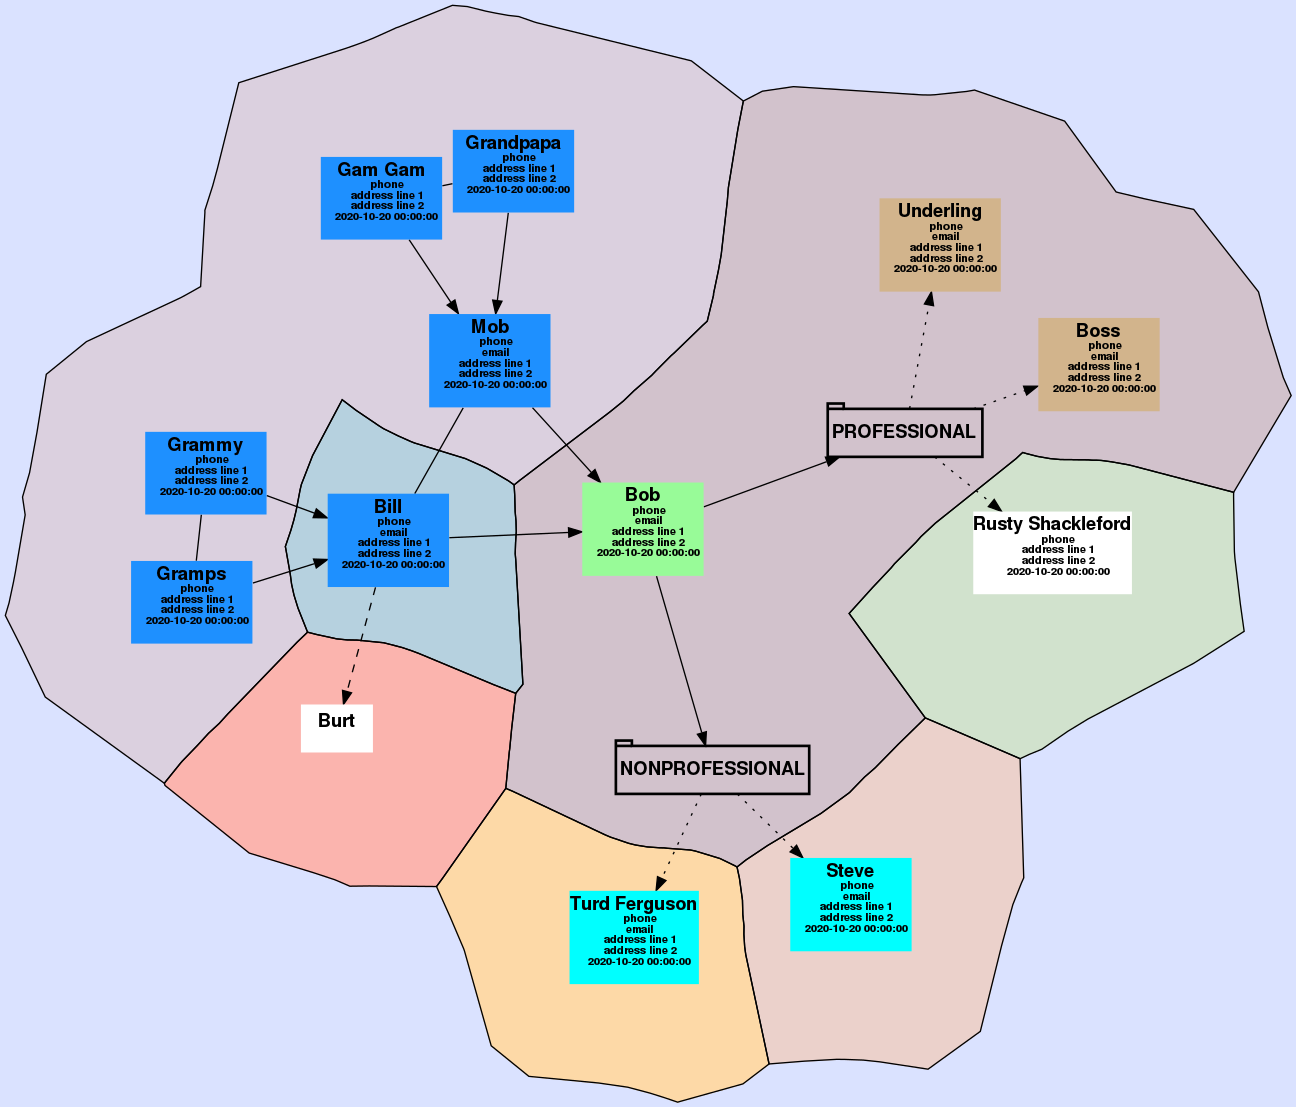 Grandpapa
phone
address line 1
address line 2
2020-10-20 00:00:00
Gam Gam
phone
address line 1
address line 2
2020-10-20 00:00:00
Underling
phone
email
address line 1
address line 2
2020-10-20 00:00:00
Mob
phone
email
address line 1
address line 2
2020-10-20 00:00:00
Boss
phone
email
address line 1
address line 2
2020-10-20 00:00:00
PROFESSIONAL
Grammy
phone
address line 1
address line 2
2020-10-20 00:00:00
Bill
phone
email
address line 1
address line 2
2020-10-20 00:00:00
Bob
phone
email
address line 1
address line 2
2020-10-20 00:00:00
Rusty Shackleford
phone
address line 1
address line 2
2020-10-20 00:00:00
Gramps
phone
address line 1
address line 2
2020-10-20 00:00:00
Burt
NONPROFESSIONAL
Steve
phone
email
address line 1
address line 2
2020-10-20 00:00:00
Turd Ferguson
phone
email
address line 1
address line 2
2020-10-20 00:00:00